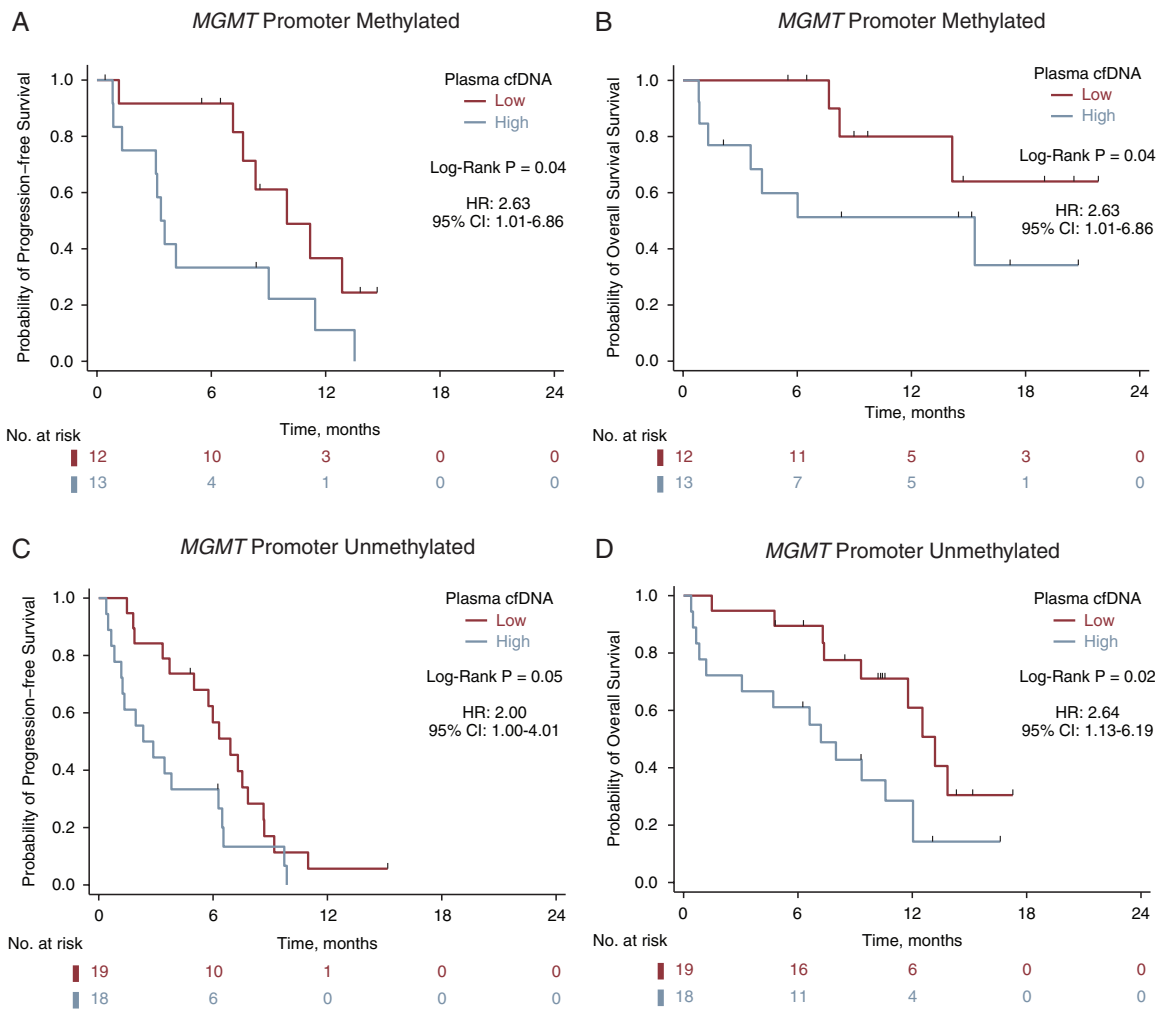 A
MGMT Promoter Methylated
Probability of Progression−free Survival
1.0
0.8
0.6
0.4
0.2
0.0
Plasma cfDNA
Low
High
Log-Rank P = 0.04
HR: 2.63
95% CI: 1.01-6.86
0 6 12 18 24
Time, months
No. at risk
12 10 3 0 0
13 4 1 0 0
B
MGMT Promoter Methylated
Probability of Overall Survival
1.0
0.8
0.6
0.4
0.2
0.0
Plasma cfDNA
Low
High
Log-Rank P = 0.04
HR: 2.63
95% CI: 1.01-6.86
0 6 12 18 24
Time, months
No. at risk
12 11 5 3 0
13 7 5 1 0
C
MGMT Promoter Unmethylated
Probability of Progression−free Survival
1.0
0.8
0.6
0.4
0.2
0.0
Plasma cfDNA
Low
High
Log-Rank P = 0.05
HR: 2.00
95% CI: 1.00-4.01
0 6 12 18 24
Time, months
No. at risk
19 10 1 0 0
18 6 0 0 0
D
MGMT Promoter Unmethylated
Probability of Overall Survival
1.0
0.8
0.6
0.4
0.2
0.0
Plasma cfDNA
Low
High
Log-Rank P = 0.02
HR: 2.64
95% CI: 1.13-6.19
0 6 12 18 24
Time, months
No. at risk
19 16 6 0 0
18 11 4 0 0